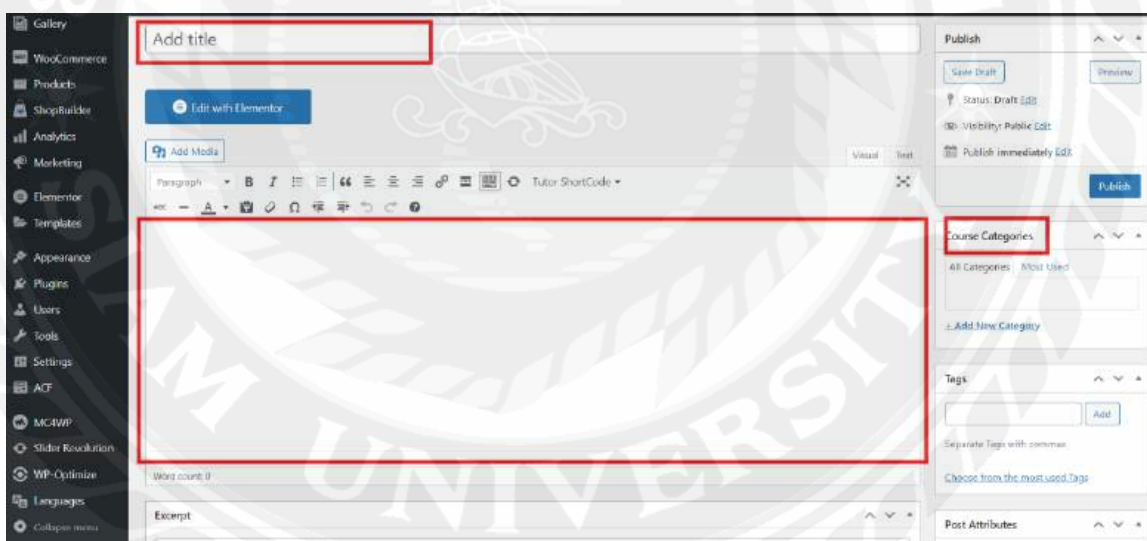 Gallery
WooCommerce
Products
ShopBuilder
Analytics
Marketing
Elementor
Templates
Appearance
Plugins
Users
Tools
Settings
ACF
MC4WP
Slider Revolution
WP-Optimize
Languages
Collapse menu
Add title
Edit with Elementor
Add Media
Visual Text
Paragraph B I Tutor ShortCode
ABC A Ω
Word count: 0
Excerpt
Publish
Save Draft Preview
Status: Draft Edit
Visibility: Public Edit
Publish immediately Edit
Publish
Course Categories
All Categories Most Used
+ Add New Category
Tags
Add
Separate Tags with commas
Choose from the most used Tags
Post Attributes
SIAM UNIVERSITY